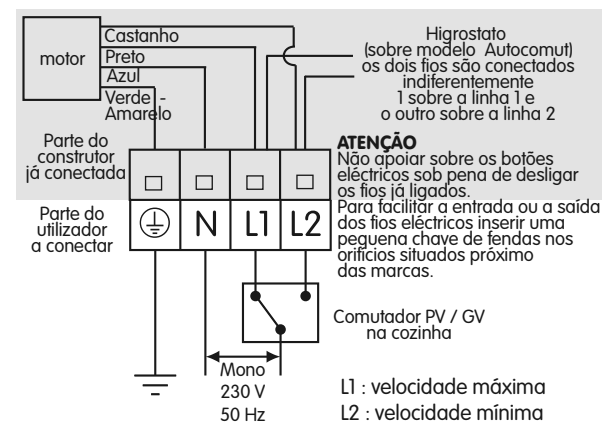 motor
Castanho
Preto
Azul
Verde -
Amarelo
Higrostato
(sobre modelo Autocomut)
os dois fios são conectados
indiferentemente
1 sobre a linha 1 e
o outro sobre a linha 2
Parte do
construtor
já conectada
ATENÇÃO
Não apoiar sobre os botões
eléctricos sob pena de desligar
os fios já ligados.
Para facilitar a entrada ou a saída
dos fios eléctricos inserir uma
peguena chave de fendas nos
orifícios situados próximo
das marcas.
Parte do
utilizador
a conectar
N L1 L2
Comutador PV / GV
na cozinha
Mono
230 V
50 Hz
L1 : velocidade máxima
L2 : velocidade mínima